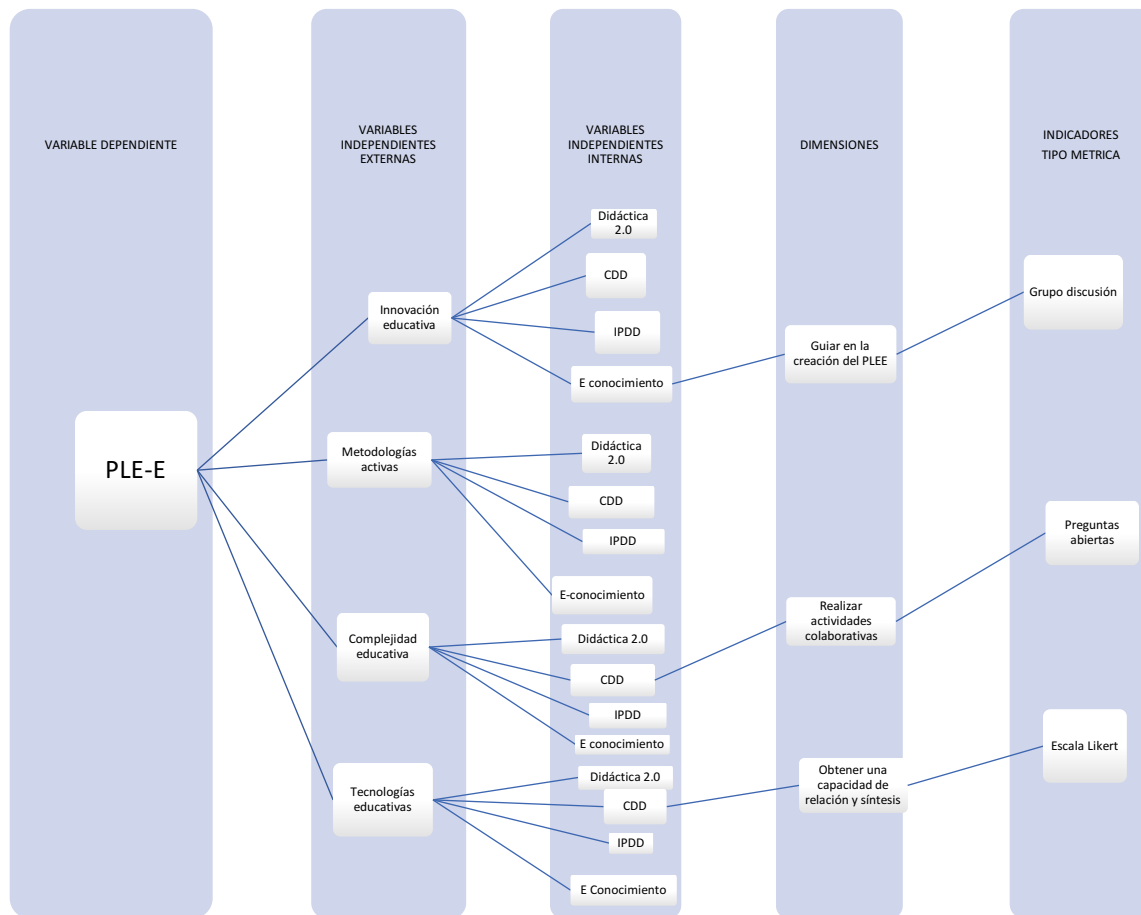 VARIABLE DEPENDIENTE
VARIABLES
INDEPENDIENTES
EXTERNAS
VARIABLES
INDEPENDIENTES
INTERNAS
DIMENSIONES
INDICADORES
TIPO METRICA
PLE-E
Innovación
educativa
Metodologías
activas
Complejidad
educativa
Tecnologías
educativas
Didáctica
2.0
CDD
IPDD
E conocimiento
Didáctica
2.0
CDD
IPDD
E-conocimiento
Didáctica 2.0
CDD
IPDD
E conocimiento
Didáctica 2.0
CDD
IPDD
E Conocimiento
Guiar en la
creación del PLEE
Realizar
actividades
colaborativas
Obtener una
capacidad de
relación y síntesis
Grupo discusión
Preguntas
abiertas
Escala Likert